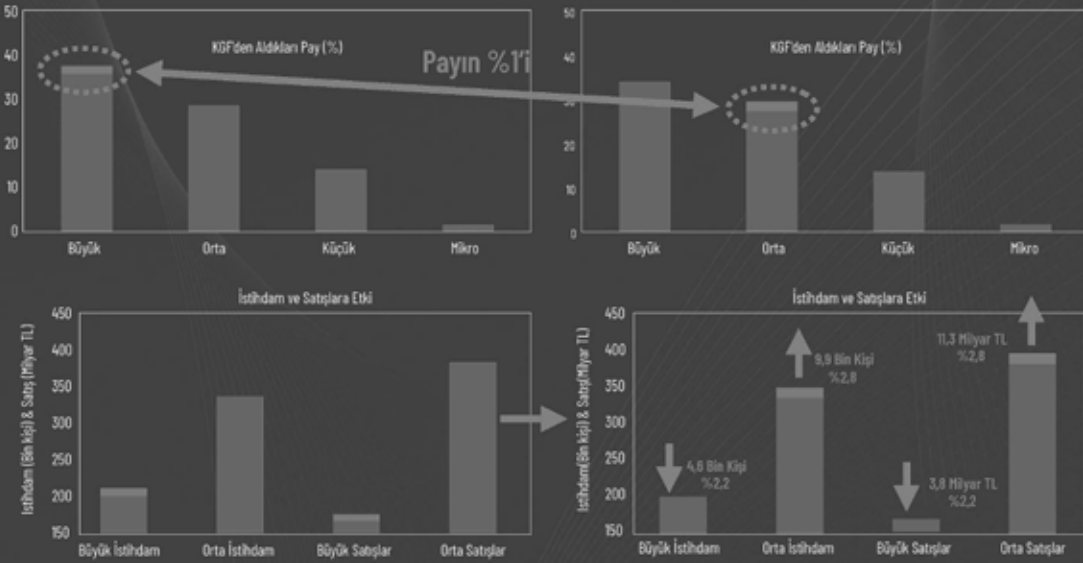 KGF'den Aldıkları Pay (%)
50
40
30
20
10
0
Büyük
Orta
Küçük
Mikro
Payın %1'i
KGF'den Aldıkları Pay (%)
50
40
30
20
10
0
Büyük
Orta
Küçük
Mikro
İstihdam ve Satışlara Etki
İstihdam (Bin kişi) & Satış (Milyar TL)
450
400
350
300
250
200
150
Büyük İstihdam
Orta İstihdam
Büyük Satışlar
Orta Satışlar
İstihdam ve Satışlara Etki
İstihdam(Bin kişi) & Satış(Milyar TL)
450
400
350
300
250
200
150
4,6 Bin Kişi
%2,2
9,9 Bin Kişi
%2,8
3,8 Milyar TL
%2,2
11,3 Milyar TL
%2,8
Büyük İstihdam
Orta İstihdam
Büyük Satışlar
Orta Satışlar